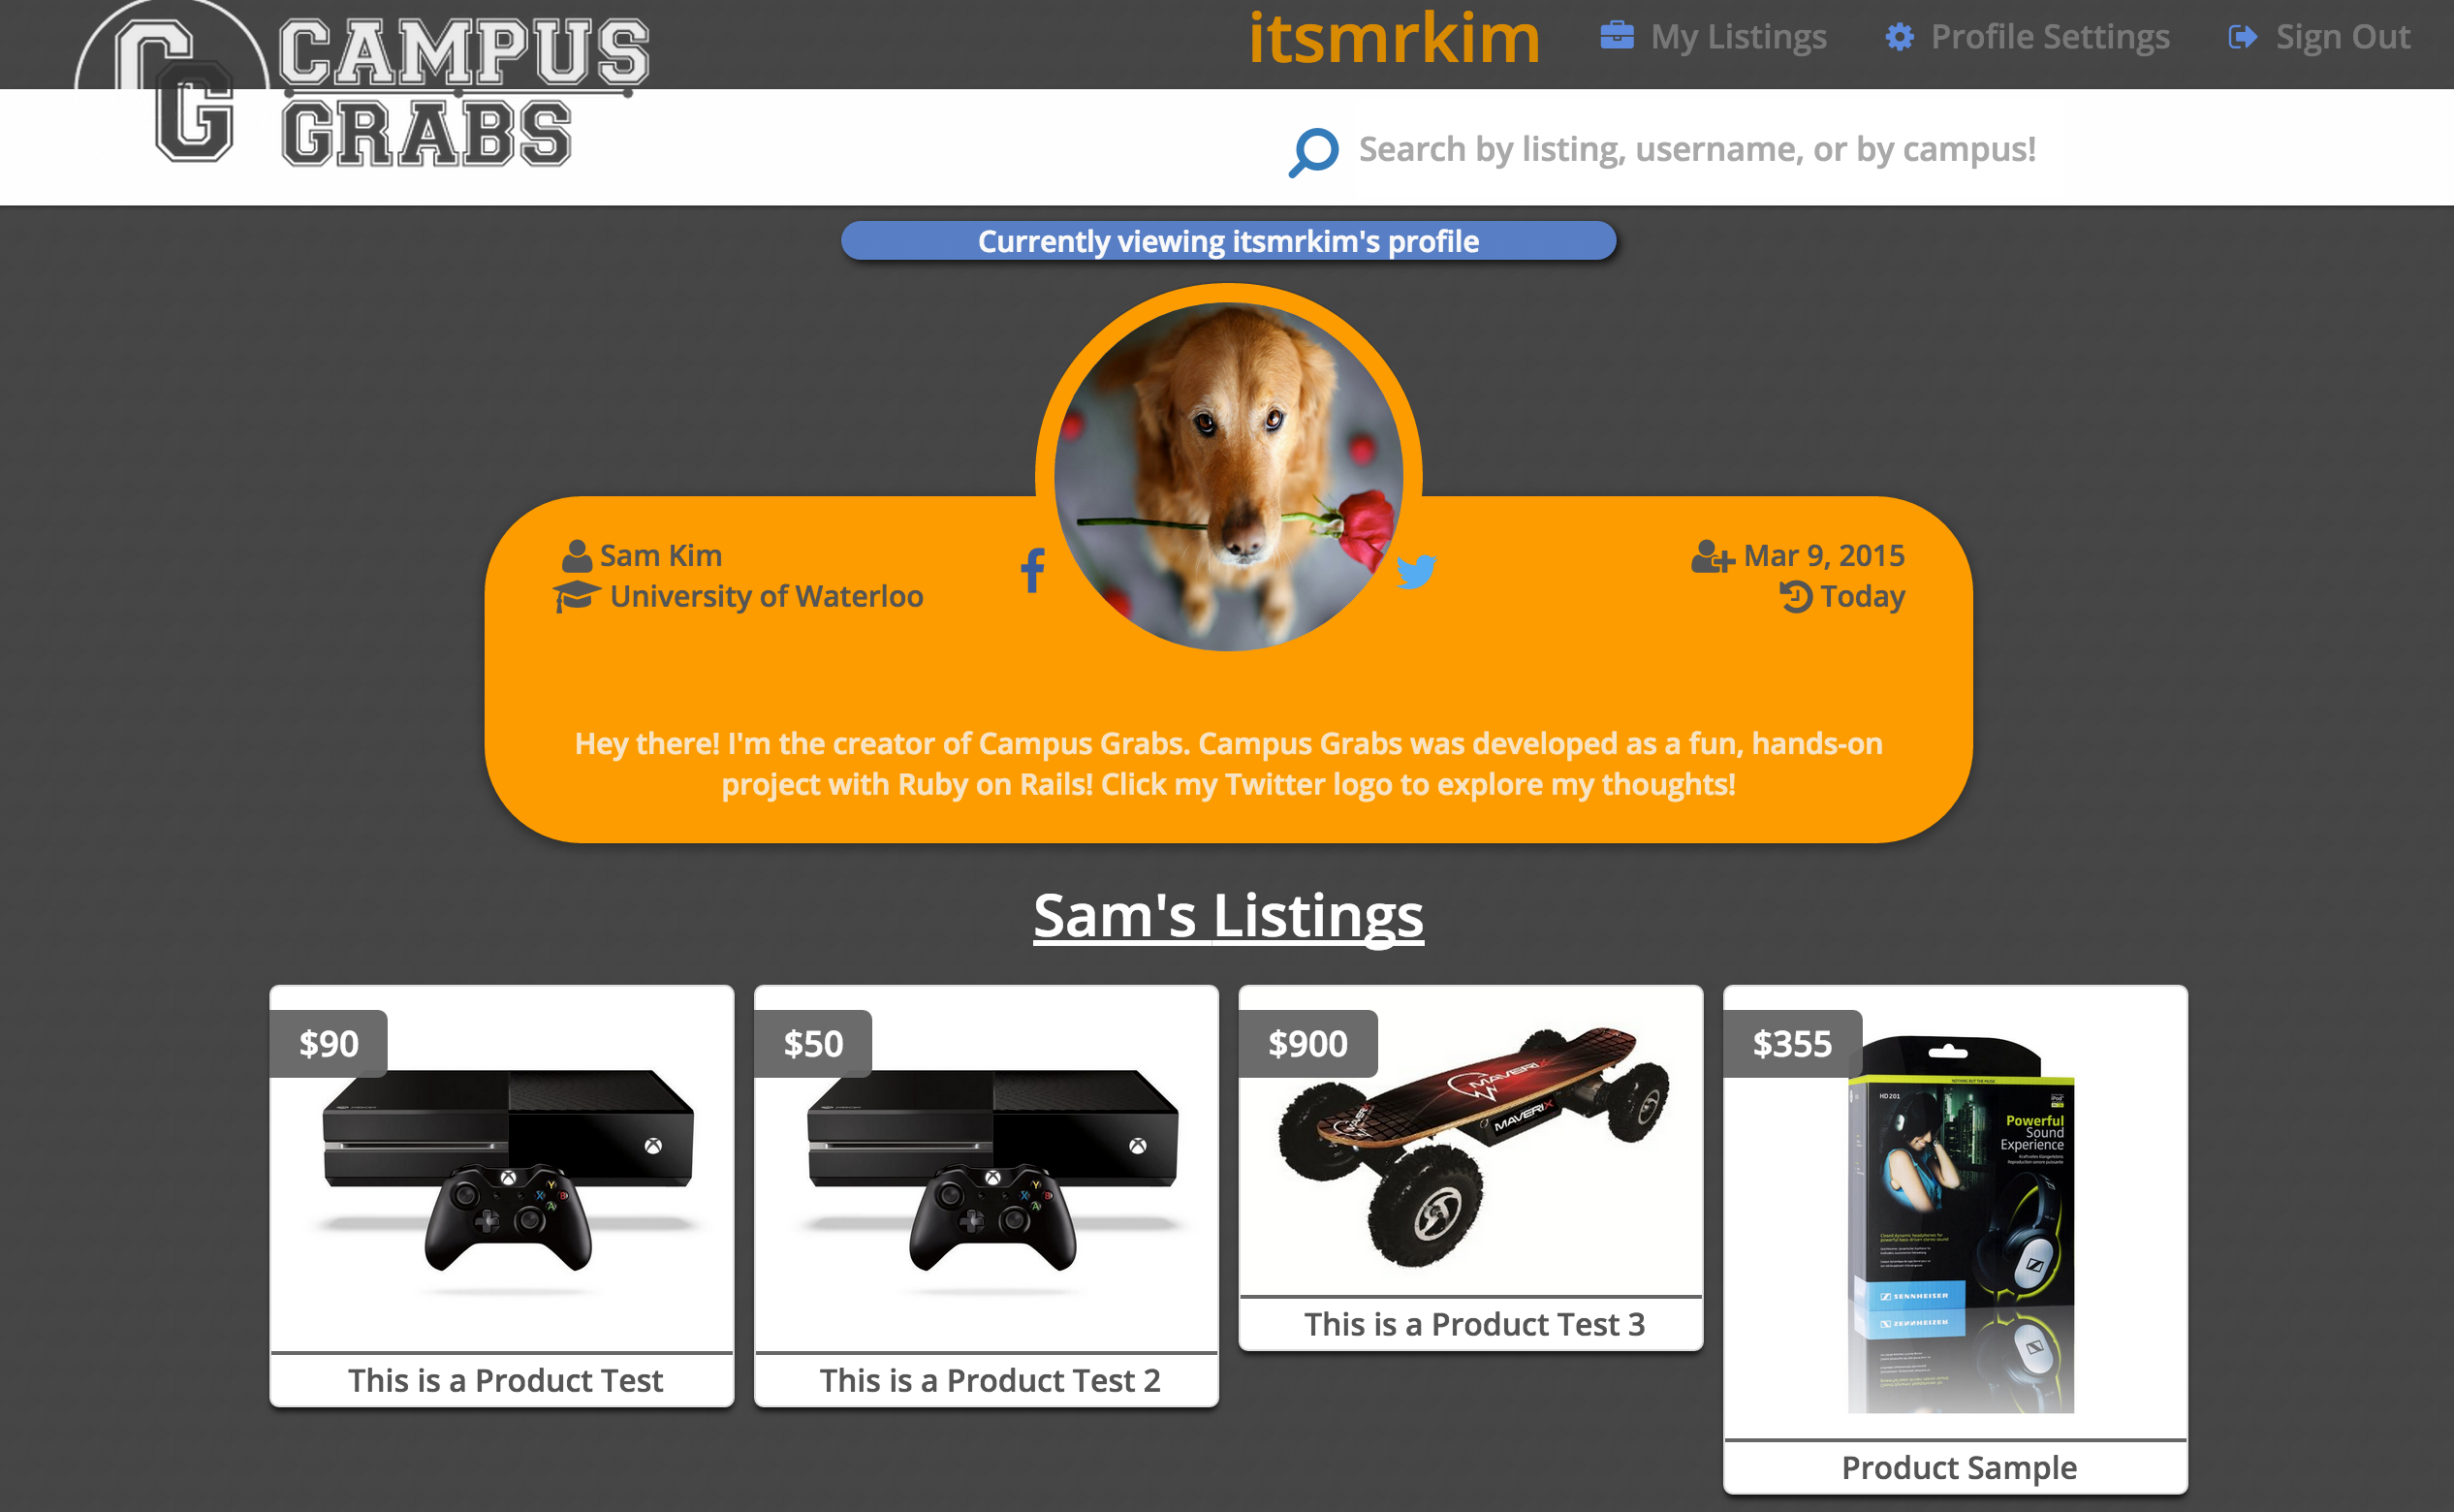 CAMPUS
GRABS
itsmrkim
My Listings
Profile Settings
Sign Out
Search by listing, username, or by campus!
Currently viewing itsmrkim's profile
Sam Kim
University of Waterloo
Mar 9, 2015
Today
Hey there! I'm the creator of Campus Grabs. Campus Grabs was developed as a fun, hands-on
project with Ruby on Rails! Click my Twitter logo to explore my thoughts!
Sam's Listings
$90
This is a Product Test
$50
This is a Product Test 2
$900
MAVERIX
MAVERIX
This is a Product Test 3
$355
HD 201
Powerful
Sound
Experience
SENNHEISER
Product Sample